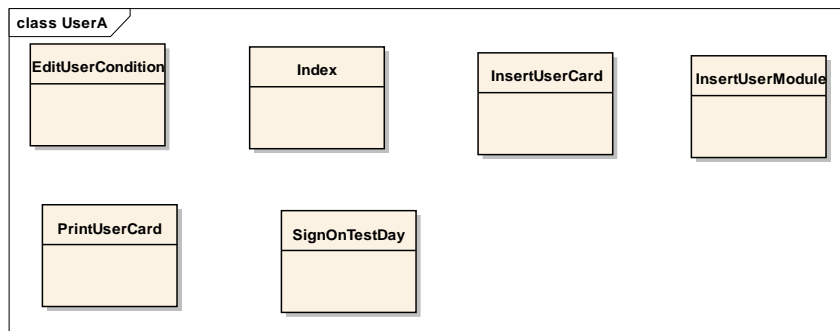 class UserA
EditUserCondition
Index
InsertUserCard
InsertUserModule
PrintUserCard
SignOnTestDay